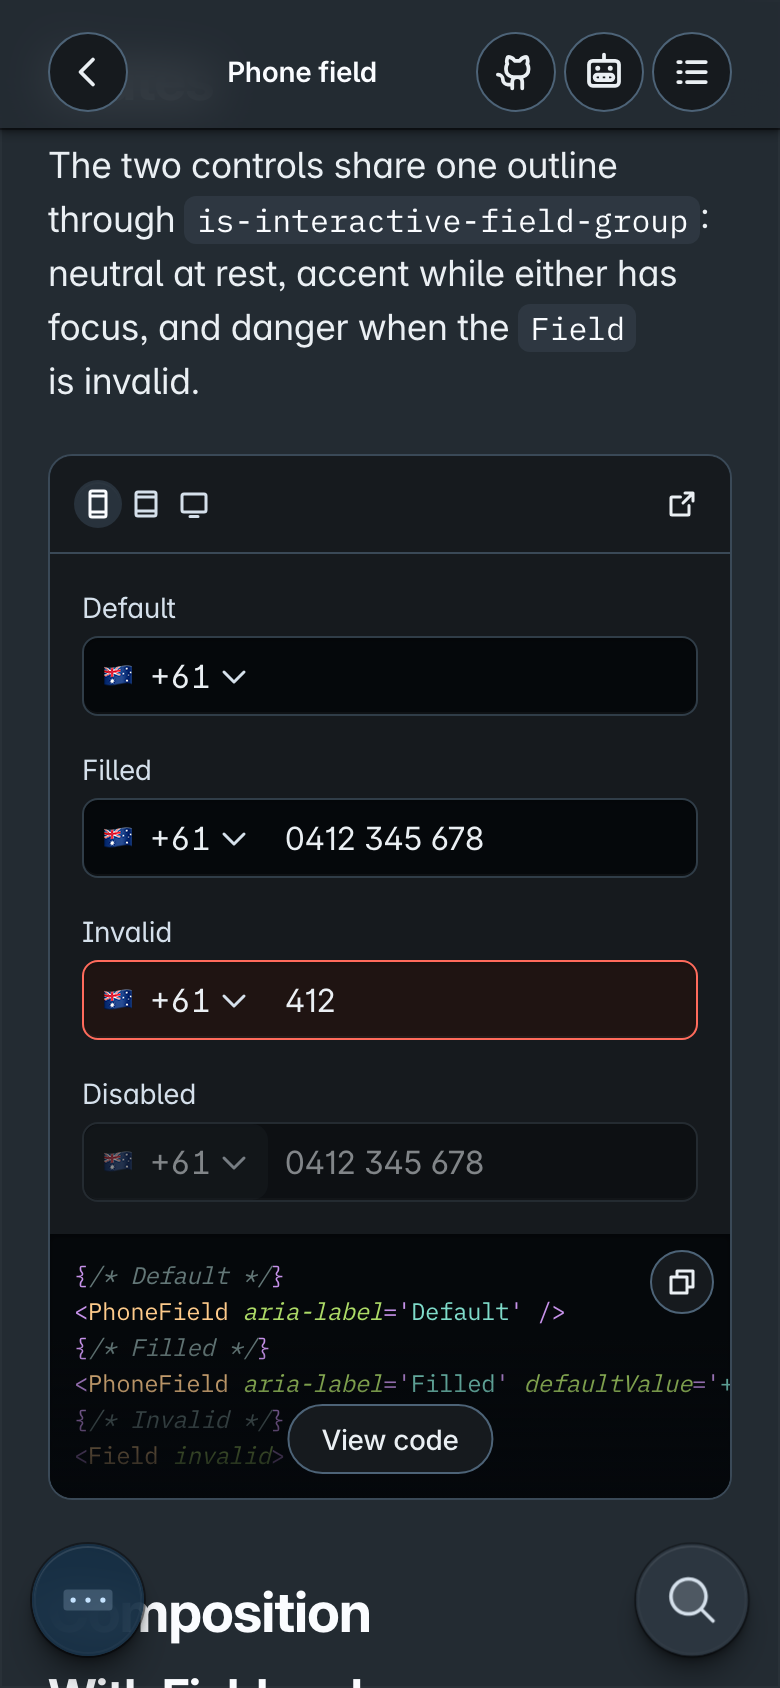 Phone field
The two controls share one outline
through is-interactive-field-group:
neutral at rest, accent while either has
focus, and danger when the Field
is invalid.
Default
+61
Filled
+61 0412 345 678
Invalid
+61 412
Disabled
+61 0412 345 678
{/* Default */}
<PhoneField aria-label='Default' />
{/* Filled */}
<PhoneField aria-label='Filled' defaultValue='+
{/* Invalid */}
<Field invalid>
View code
mposition